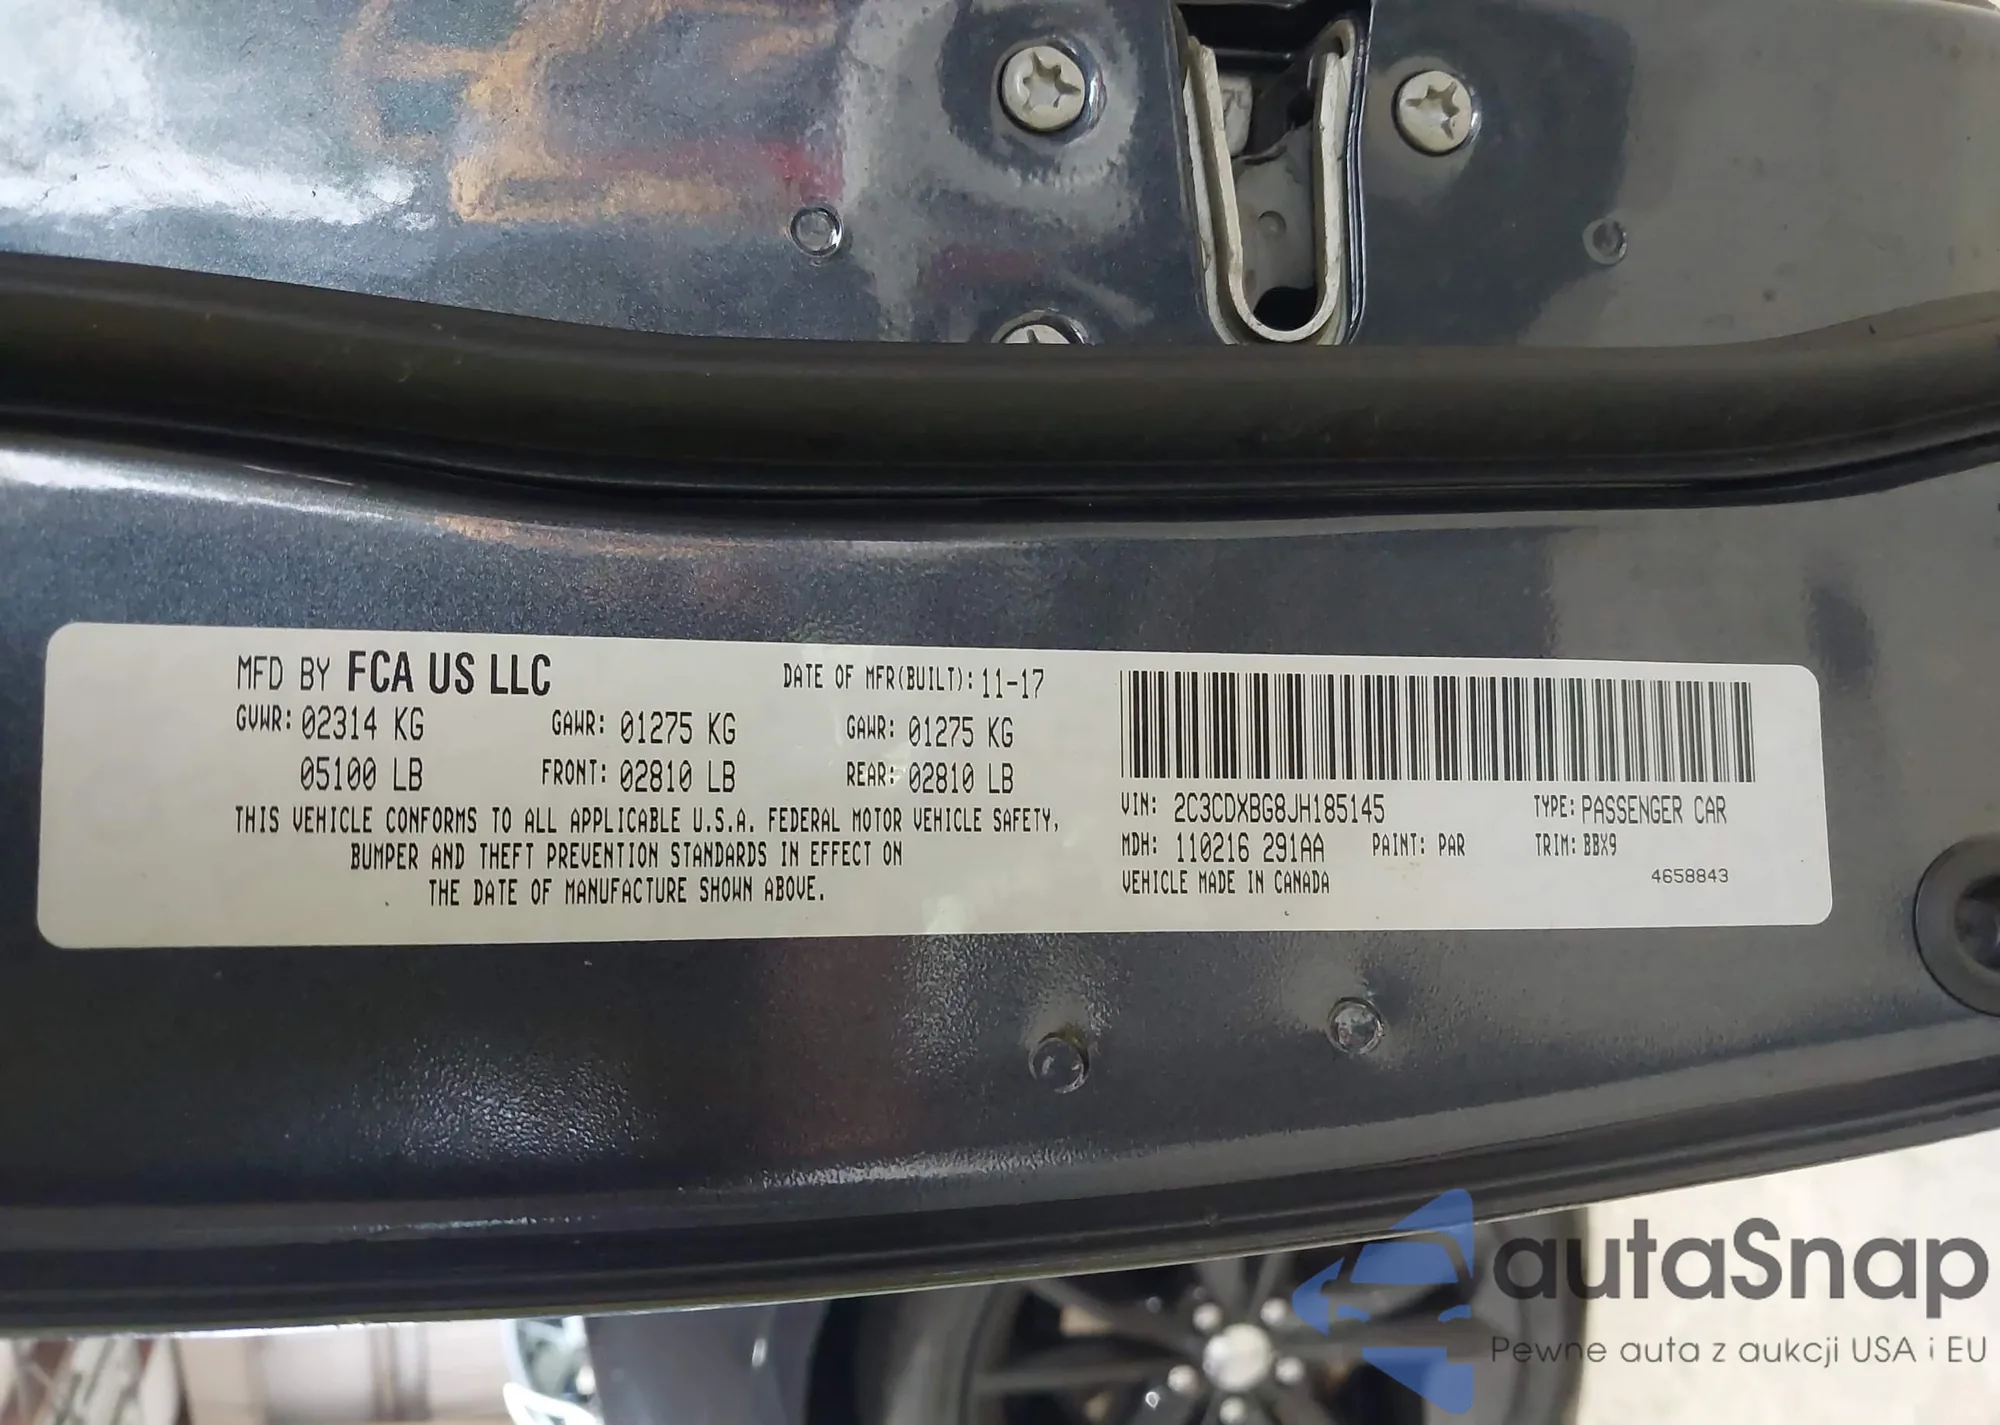 MFD BY FCA US LLC DATE OF MFR(BUILT): 11-17
GVWR: 02314 KG GAWR: 01275 KG GAWR: 01275 KG
05100 LB FRONT: 02810 LB REAR: 02810 LB
THIS VEHICLE CONFORMS TO ALL APPLICABLE U.S.A. FEDERAL MOTOR VEHICLE SAFETY,
BUMPER AND THEFT PREVENTION STANDARDS IN EFFECT ON
THE DATE OF MANUFACTURE SHOWN ABOVE.
VIN: 2C3CDXBG8JH185145 TYPE: PASSENGER CAR
MDH: 110216 291AA PAINT: PAR TRIM: BBX9
VEHICLE MADE IN CANADA 4658843
autaSnap
Pewne auta z aukcji USA i EU